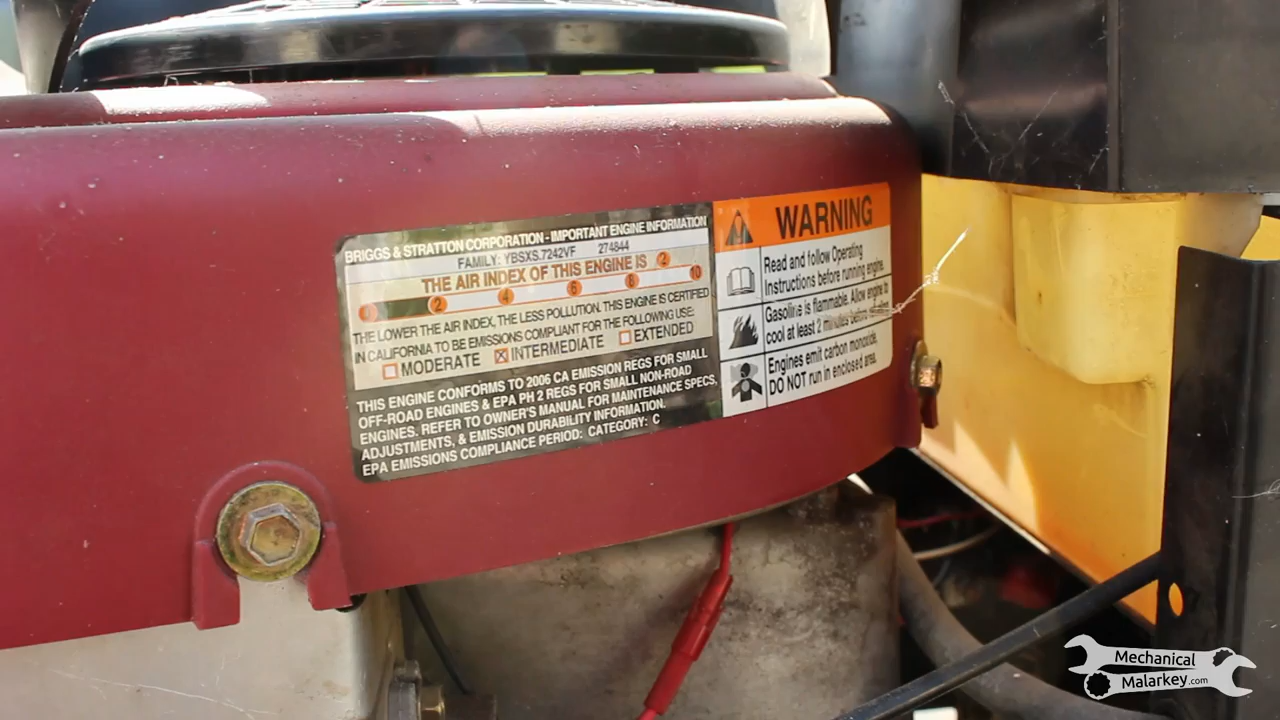 BRIGGS & STRATTON CORPORATION - IMPORTANT ENGINE INFORMATION
FAMILY: YBSXS.7242VF 274844
THE AIR INDEX OF THIS ENGINE IS 2
0 2 4 6 8 10
THE LOWER THE AIR INDEX, THE LESS POLLUTION. THIS ENGINE IS CERTIFIED
IN CALIFORNIA TO BE EMISSIONS COMPLIANT FOR THE FOLLOWING USE:
MODERATE INTERMEDIATE EXTENDED
THIS ENGINE CONFORMS TO 2006 CA EMISSION REGS FOR SMALL
OFF-ROAD ENGINES & EPA PH 2 REGS FOR SMALL NON-ROAD
ENGINES. REFER TO OWNER'S MANUAL FOR MAINTENANCE SPECS,
ADJUSTMENTS, & EMISSION DURABILITY INFORMATION.
EPA EMISSIONS COMPLIANCE PERIOD: CATEGORY: C
WARNING
Read and follow Operating
Instructions before running engine.
Gasoline is flammable. Allow engine to
cool at least 2 minutes before
Engines emit carbon monoxide,
DO NOT run in enclosed area.
Mechanical
Malarkey.com